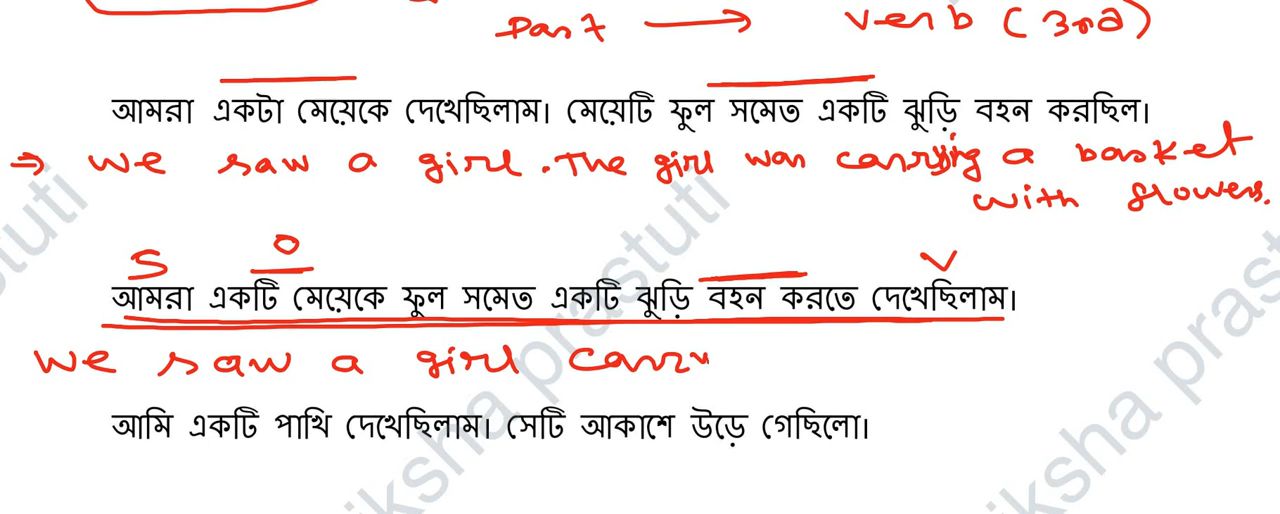 Past → verb (3rd)
আমরা একটা মেয়েকে দেখেছিলাম। মেয়েটি ফুল সমেত একটি ঝুড়ি বহন করছিল।
⇒ we saw a girl. The girl was carrying a basket
with flowers.
S O V
আমরা একটি মেয়েকে ফুল সমেত একটি ঝুড়ি বহন করতে দেখেছিলাম।
we saw a girl carry
আমি একটি পাখি দেখেছিলাম। সেটি আকাশে উড়ে গেছিলো।